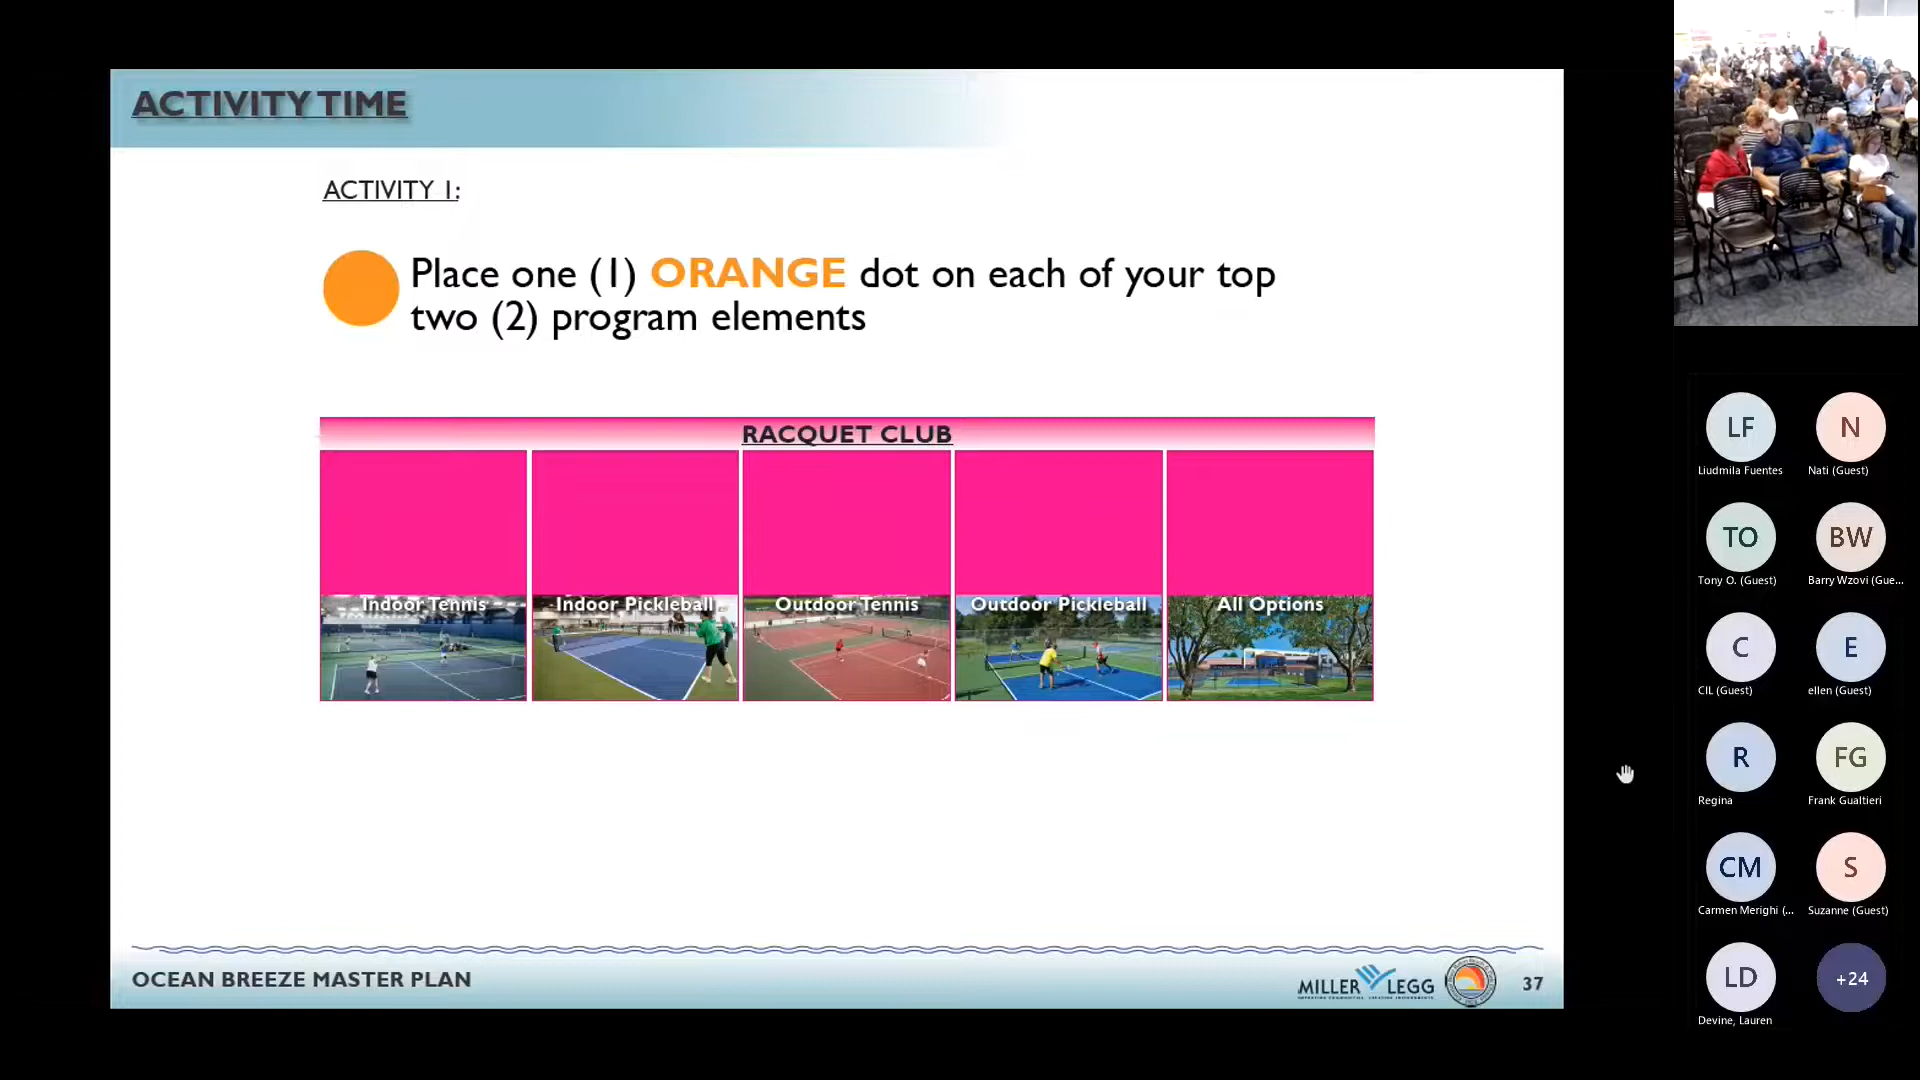 ACTIVITY TIME
ACTIVITY 1:
Place one (1) ORANGE dot on each of your top
two (2) program elements
RACQUET CLUB
Indoor Tennis
Indoor Pickleball
Outdoor Tennis
Outdoor Pickleball
All Options
OCEAN BREEZE MASTER PLAN
MILLER LEGG
37
LF
N
Liudmila Fuentes
Nati (Guest)
TO
BW
Tony O. (Guest)
Barry Wzovi (Gue...
C
E
CIL (Guest)
ellen (Guest)
R
FG
Regina
Frank Gualtieri
CM
S
Carmen Merighi (...
Suzanne (Guest)
LD
+24
Devine, Lauren